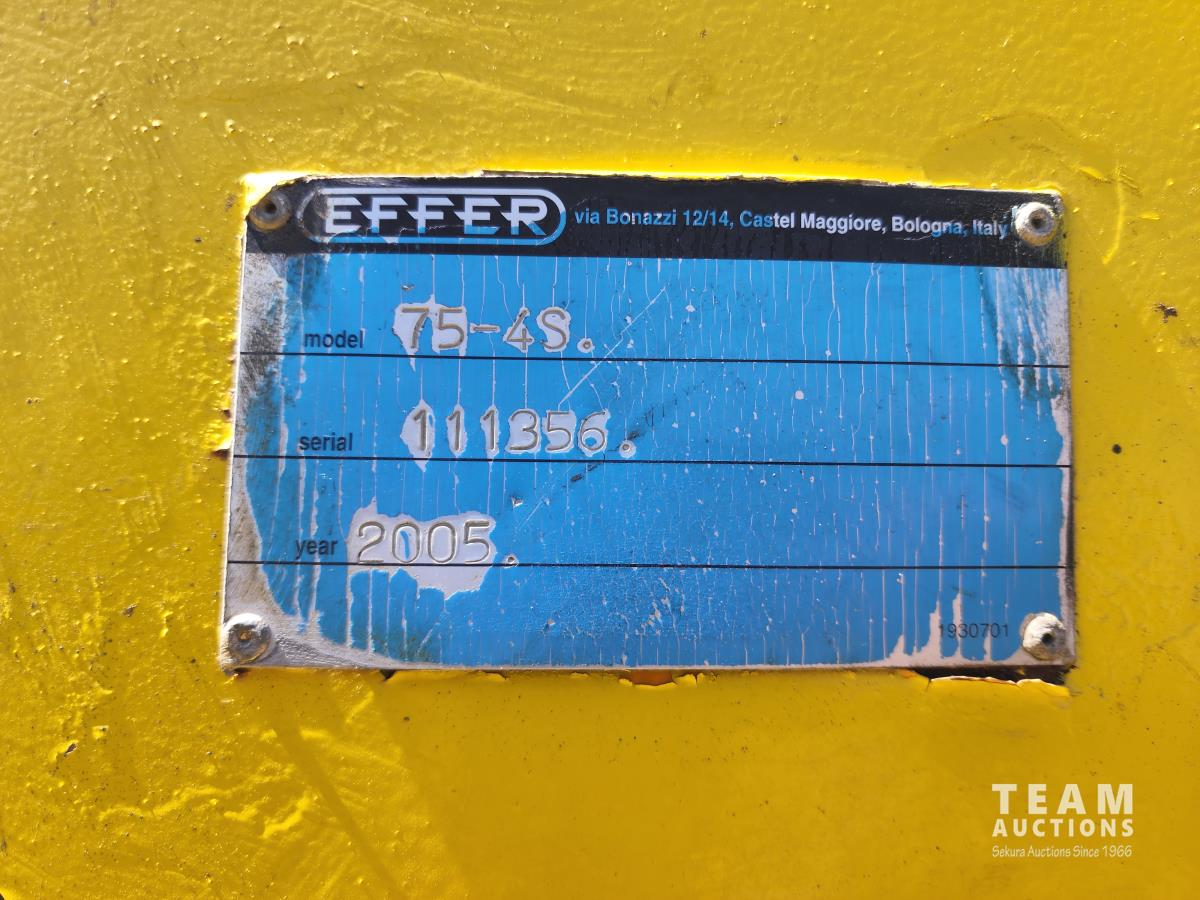 EFFER via Bonazzi 12/14, Castel Maggiore, Bologna, Italy
model 75-4S.
serial 111356.
year 2005.
1930701
TEAM
AUCTIONS
Sekura Auctions Since 1966